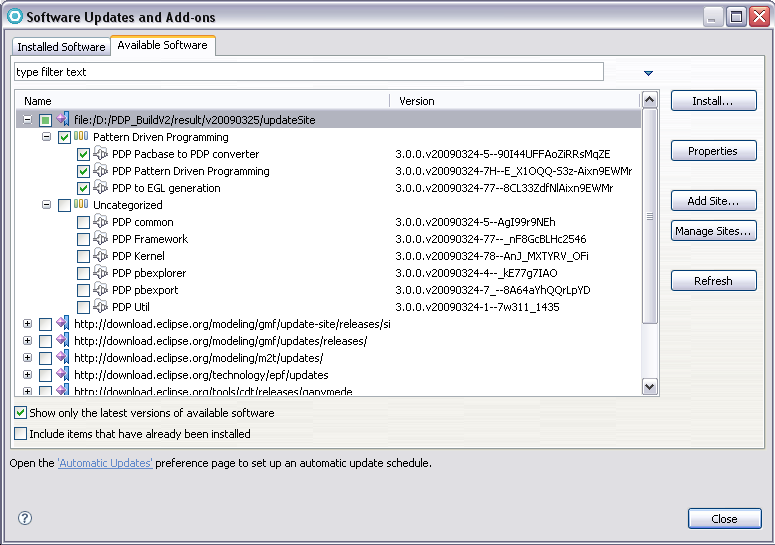 Software Updates and Add-ons
Installed Software
Available Software
type filter text
Name Version
file:/D:/PDP_BuildV2/result/v20090325/updateSite
Pattern Driven Programming
PDP Pacbase to PDP converter 3.0.0.v20090324-5--90I44UFFAoZiRRsMqZE
PDP Pattern Driven Programming 3.0.0.v20090324-7H--E_X1OQQ-S3z-Aixn9EWMr
PDP to EGL generation 3.0.0.v20090324-77--8CL33ZdfNlAixn9EWMr
Uncategorized
PDP common 3.0.0.v20090324-5--AgI99r9NEh
PDP Framework 3.0.0.v20090324-77--_nF8GcBLHc2546
PDP Kernel 3.0.0.v20090324-78--AnJ_MXTYRV_OFi
PDP pbexplorer 3.0.0.v20090324-4--_kE77g7IAO
PDP pbexport 3.0.0.v20090324-7_--8A64aYhQQrLpYD
PDP Util 3.0.0.v20090324-1--7w311_1435
http://download.eclipse.org/modeling/gmf/update-site/releases/si
http://download.eclipse.org/modeling/gmf/updates/releases/
http://download.eclipse.org/modeling/m2t/updates/
http://download.eclipse.org/technology/epf/updates
http://download.eclipse.org/tools/cdt/releases/ganymede
Install...
Properties
Add Site...
Manage Sites...
Refresh
Show only the latest versions of available software
Include items that have already been installed
Open the 'Automatic Updates' preference page to set up an automatic update schedule.
?
Close